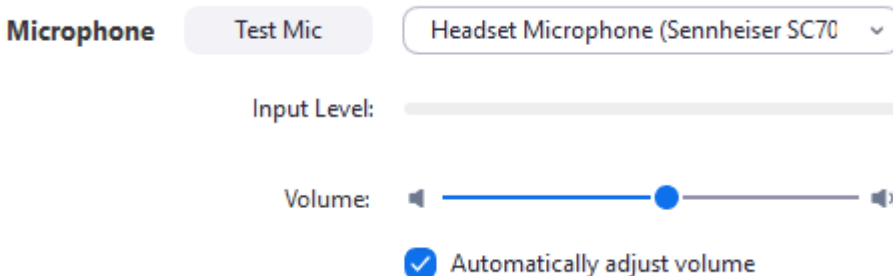 Microphone Test Mic Headset Microphone (Sennheiser SC70
Input Level:
Volume:
Automatically adjust volume